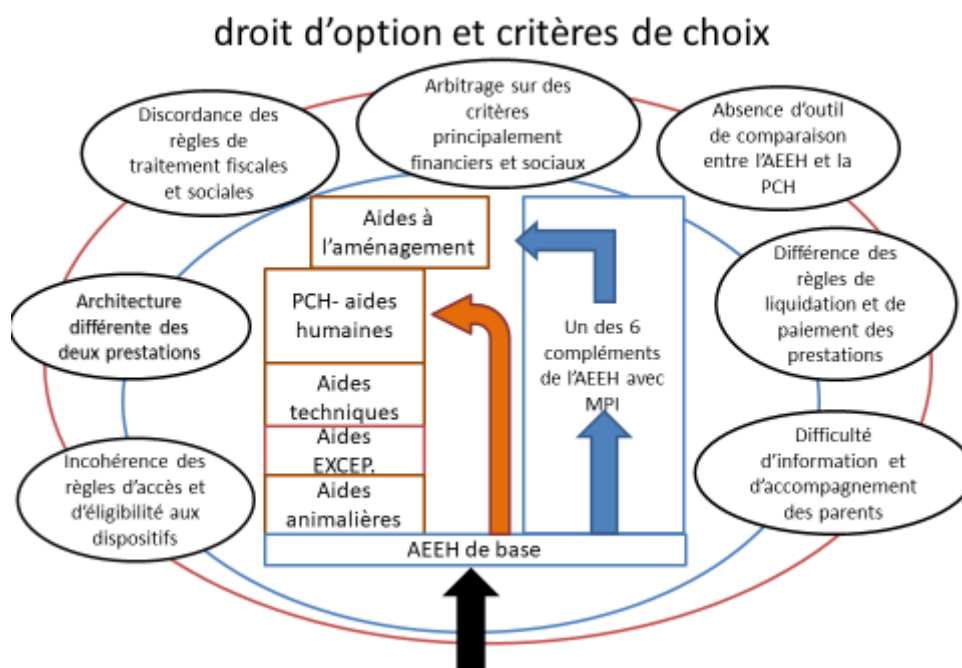 droit d'option et critères de choix
Arbitrage sur des
critères
principalement
financiers et sociaux
Discordance des
règles de
traitement fiscales
et sociales
Absence d'outil
de comparaison
entre l'AEEH et la
PCH
Architecture
différente des
deux prestations
Différence des
règles de
liquidation et de
paiement des
prestations
Incohérence des
règles d'accès et
d'éligibilité aux
dispositifs
Difficulté
d'information et
d'accompagnement
des parents
Aides à
l'aménagement
PCH- aides
humaines
Aides
techniques
Aides
EXCEP.
Aides
animalières
Un des 6
compléments
de l'AEEH avec
MPI
AEEH de base